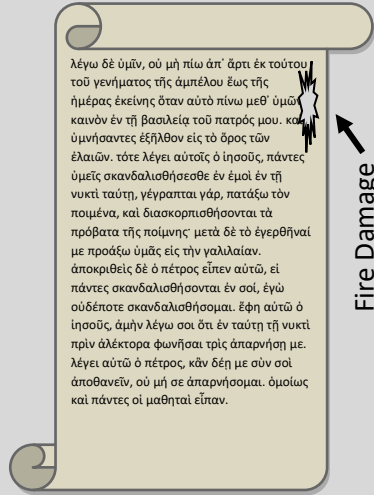 λέγω δὲ ὑμῖν, οὐ μὴ πίω ἀπ᾽ ἄρτι ἐκ τούτου
τοῦ γενήματος τῆς ἀμπέλου ἕως τῆς
ἡμέρας ἐκείνης ὅταν αὐτὸ πίνω μεθ᾽
καινὸν ἐν τῇ βασιλείᾳ τοῦ πατρός μου.
ὑμνήσαντες ἐξῆλθον εἰς τὸ ὄρος τῶν
ἐλαιῶν. τότε λέγει αὐτοῖς ὁ ἰησοῦς, πάντες
ὑμεῖς σκανδαλισθήσεσθε ἐν ἐμοὶ ἐν τῇ
νυκτὶ ταύτῃ, γέγραπται γάρ, πατάξω τὸν
ποιμένα, καὶ διασκορπισθήσονται τὰ
πρόβατα τῆς ποίμνης· μετὰ δὲ τὸ ἐγερθῆναί
με προάξω ὑμᾶς εἰς τὴν γαλιλαίαν.
ἀποκριθεὶς δὲ ὁ πέτρος εἶπεν αὐτῷ, εἰ
πάντες σκανδαλισθήσονται ἐν σοί, ἐγὼ
οὐδέποτε σκανδαλισθήσομαι. ἔφη αὐτῷ ὁ
ἰησοῦς, ἀμὴν λέγω σοι ὅτι ἐν ταύτῃ τῇ νυκτὶ
πρὶν ἀλέκτορα φωνῆσαι τρὶς ἀπαρνήσῃ με.
λέγει αὐτῷ ὁ πέτρος, κἂν δέῃ με σὺν σοὶ
ἀποθανεῖν, οὐ μή σε ἀπαρνήσομαι. ὁμοίως
καὶ πάντες οἱ μαθηταὶ εἶπαν.
Fire Damage